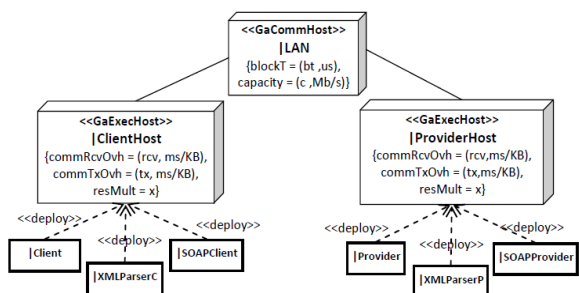 <<GaCommHost>>
|LAN
{blockT = (bt ,us),
capacity = (c ,Mb/s)}
<<GaExecHost>>
|ClientHost
{commRcvOvh = (rcv, ms/KB),
commTxOvh = (tx, ms/KB),
resMult = x}
<<GaExecHost>>
|ProviderHost
{commRcvOvh = (rcv,ms/KB),
commTxOvh = (tx,ms/KB),
resMult = x}
<<deploy>>
<<deploy>>
<<deploy>>
|Client
|XMLParserC
|SOAPClient
<<deploy>>
<<deploy>>
<<deploy>>
|Provider
|XMLParserP
|SOAPProvider